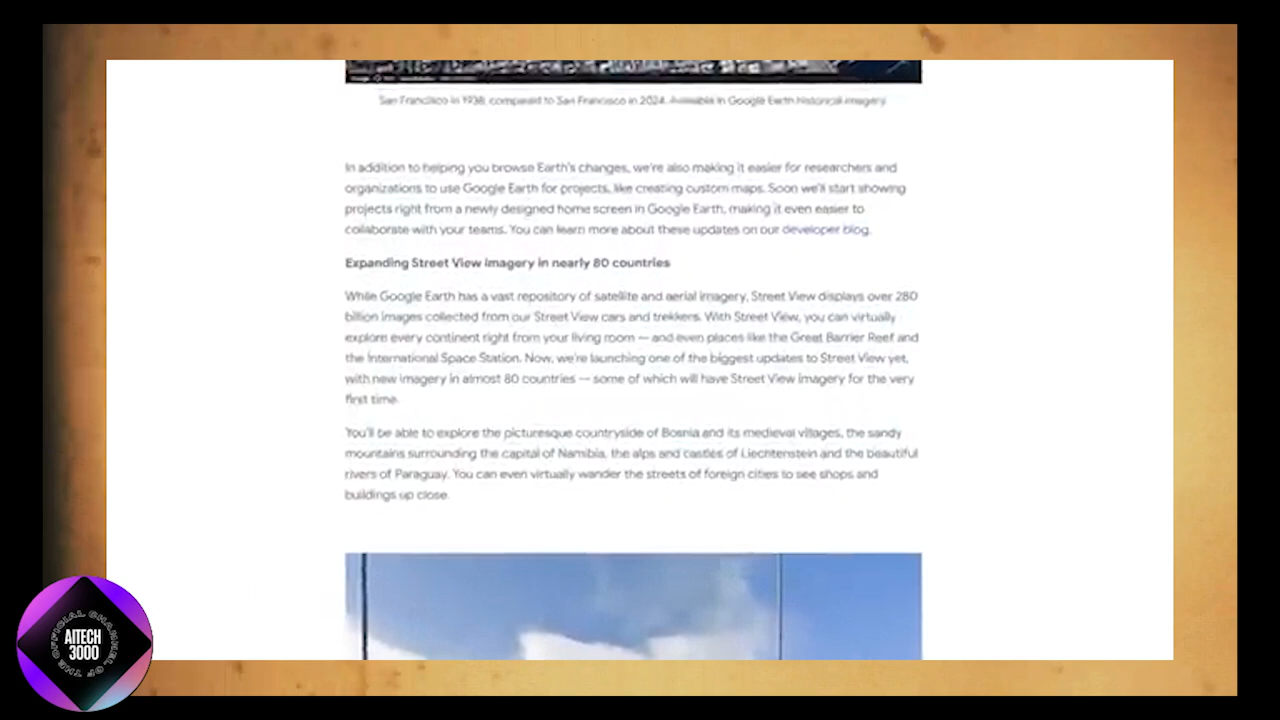 San Francisco in 1938, compared to San Francisco in 2024. Available in Google Earth historical imagery.
In addition to helping you browse Earth's changes, we're also making it easier for researchers and
organizations to use Google Earth for projects, like creating custom maps. Soon we'll start showing
projects right from a newly designed home screen in Google Earth, making it even easier to
collaborate with your teams. You can learn more about these updates on our developer blog.
Expanding Street View imagery in nearly 80 countries
While Google Earth has a vast repository of satellite and aerial imagery, Street View displays over 280
billion images collected from our Street View cars and trekkers. With Street View, you can virtually
explore every continent right from your living room — and even places like the Great Barrier Reef and
the International Space Station. Now, we're launching one of the biggest updates to Street View yet,
with new imagery in almost 80 countries — some of which will have Street View imagery for the very
first time.
You'll be able to explore the picturesque countryside of Bosnia and its medieval villages, the sandy
mountains surrounding the capital of Namibia, the alps and castles of Liechtenstein and the beautiful
rivers of Paraguay. You can even virtually wander the streets of foreign cities to see shops and
buildings up close.
OFFICIAL CHANNEL OF THE
AITECH
3000